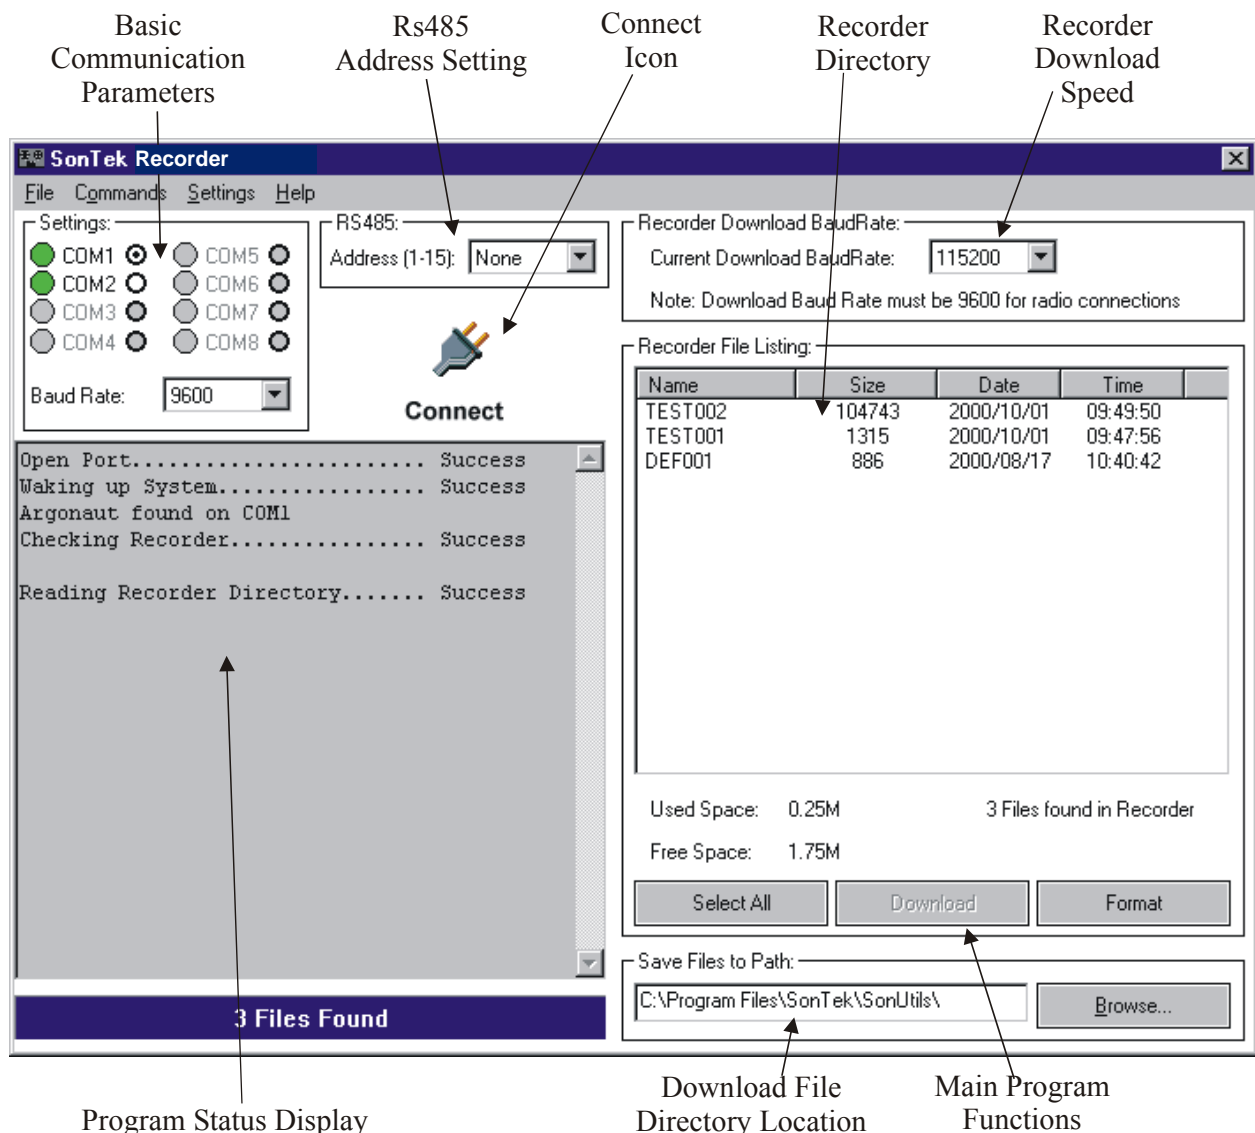 Basic
Communication
Parameters
Rs485
Address Setting
Connect
Icon
Recorder
Directory
Recorder
Download
Speed
SonTek Recorder
File Commands Settings Help
Settings:
COM1 COM5
COM2 COM6
COM3 COM7
COM4 COM8
Baud Rate: 9600
RS485:
Address (1-15): None
Connect
Recorder Download BaudRate:
Current Download BaudRate: 115200
Note: Download Baud Rate must be 9600 for radio connections
Open Port........................ Success
Waking up System................. Success
Argonaut found on COM1
Checking Recorder................ Success
Reading Recorder Directory....... Success
3 Files Found
Recorder File Listing:
Name Size Date Time
TEST002 104743 2000/10/01 09:49:50
TEST001 1315 2000/10/01 09:47:56
DEF001 886 2000/08/17 10:40:42
Used Space: 0.25M 3 Files found in Recorder
Free Space: 1.75M
Select All Download Format
Save Files to Path:
C:\Program Files\SonTek\SonUtils\ Browse...
Program Status Display
Download File
Directory Location
Main Program
Functions